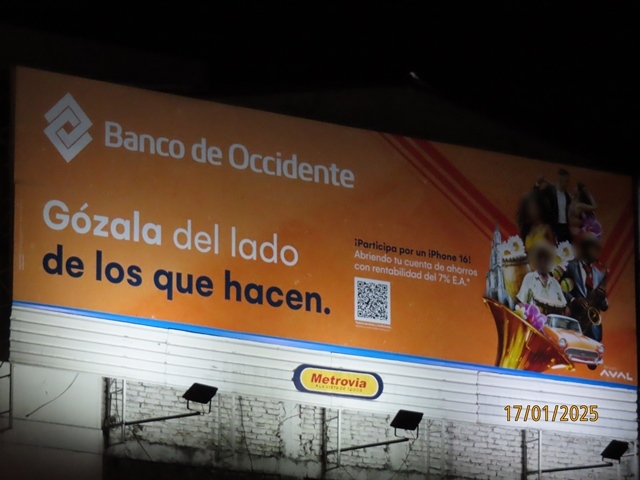 Banco de Occidente
Gózala del lado
de los que hacen.
¡Participa por un iPhone 16!
Abriendo tu cuenta de ahorros
con rentabilidad del 7% E.A.*
AVAL
Metrovia
17/01/2025